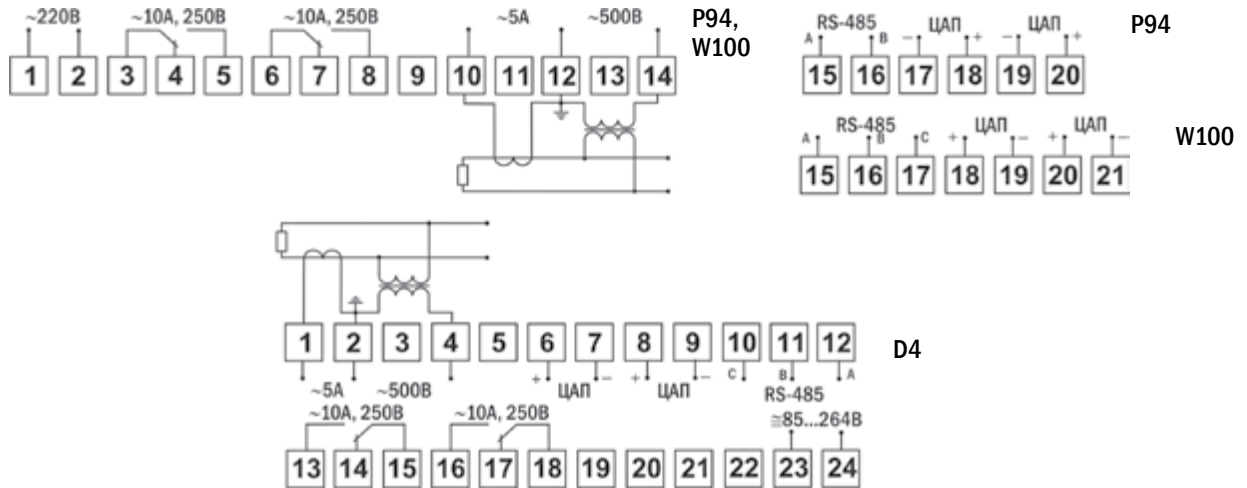 ~220В ~10А, 250В ~10А, 250В ~5А ~500В P94,
W100
1 2 3 4 5 6 7 8 9 10 11 12 13 14
RS-485 ЦАП ЦАП P94
A B – + – +
15 16 17 18 19 20
RS-485 ЦАП ЦАП W100
A B C + – + –
15 16 17 18 19 20 21
1 2 3 4 5 6 7 8 9 10 11 12 D4
+ – + – C B A
~5А ~500В ЦАП ЦАП RS-485
~10А, 250В ~10А, 250В ≅85...264В
13 14 15 16 17 18 19 20 21 22 23 24